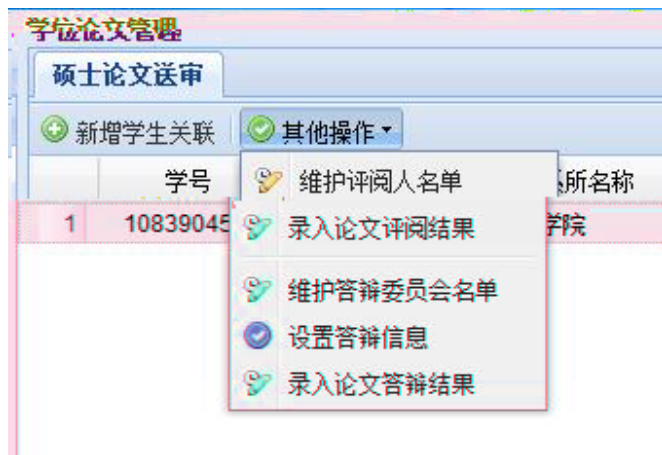 学位论文管理
硕士论文送审
新增学生关联 其他操作
学号 所名称
1 10839045 学院
维护评阅人名单
录入论文评阅结果
维护答辩委员会名单
设置答辩信息
录入论文答辩结果